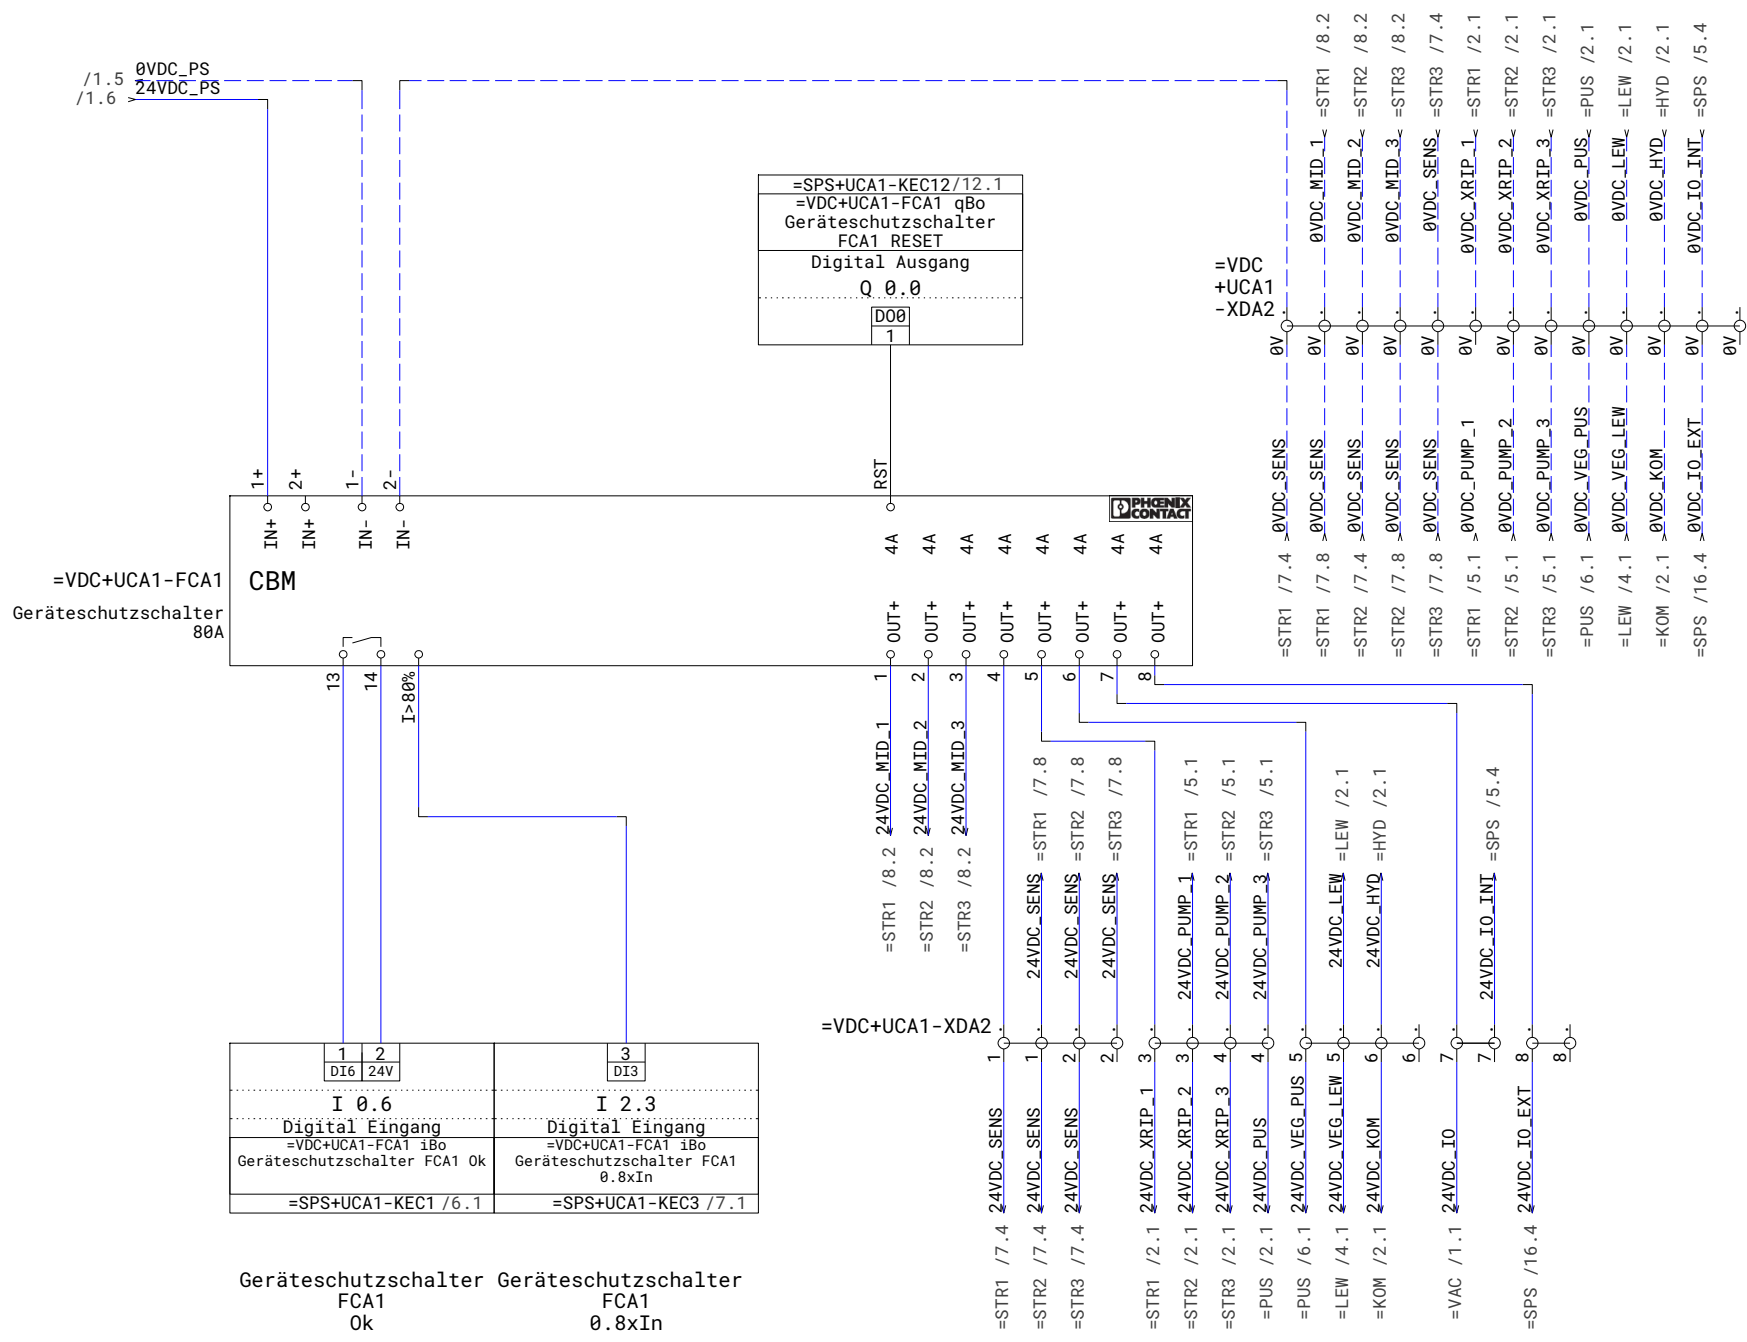 /1.5 0VDC_PS
/1.6 24VDC_PS
=SPS+UCA1-KEC12/12.1
=VDC+UCA1-FCA1 qBo
Geräteschutzschalter
FCA1 RESET
Digital Ausgang
Q 0.0
DO0
1
RST
=STR1 /8.2
=STR2 /8.2
=STR3 /8.2
=STR3 /7.4
=STR1 /2.1
=STR2 /2.1
=STR3 /2.1
=PUS /2.1
=LEW /2.1
=HYD /2.1
=SPS /5.4
0VDC_MID_1
0VDC_MID_2
0VDC_MID_3
0VDC_SENS
0VDC_XRIP_1
0VDC_XRIP_2
0VDC_XRIP_3
0VDC_PUS
0VDC_LEW
0VDC_HYD
0VDC_IO_INT
=VDC
+UCA1
-XDA2
0V 0V 0V 0V 0V 0V 0V 0V 0V 0V 0V 0V 0V
0VDC_SENS
0VDC_SENS
0VDC_SENS
0VDC_SENS
0VDC_SENS
0VDC_PUMP_1
0VDC_PUMP_2
0VDC_PUMP_3
0VDC_VEG_PUS
0VDC_VEG_LEW
0VDC_KOM
0VDC_IO_EXT
=STR1 /7.4
=STR1 /7.8
=STR2 /7.4
=STR2 /7.8
=STR3 /7.8
=STR1 /5.1
=STR2 /5.1
=STR3 /5.1
=PUS /6.1
=LEW /4.1
=KOM /2.1
=SPS /16.4
1+ 2+ 1- 2-
IN+ IN+ IN- IN-
PHŒNIX
CONTACT
4A 4A 4A 4A 4A 4A 4A 4A
=VDC+UCA1-FCA1
CBM
Geräteschutzschalter
80A
OUT+ OUT+ OUT+ OUT+ OUT+ OUT+ OUT+ OUT+
13 14 I>80%
1 2 3 4 5 6 7 8
24VDC_MID_1
24VDC_MID_2
24VDC_MID_3
=STR1 /8.2
=STR2 /8.2
=STR3 /8.2
=STR1 /7.8
=STR2 /7.8
=STR3 /7.8
=STR1 /5.1
=STR2 /5.1
=STR3 /5.1
=LEW /2.1
=HYD /2.1
=SPS /5.4
24VDC_SENS
24VDC_SENS
24VDC_SENS
24VDC_PUMP_1
24VDC_PUMP_2
24VDC_PUMP_3
24VDC_LEW
24VDC_HYD
24VDC_IO_INT
=VDC+UCA1-XDA2
1 1 2 2 3 3 4 4 5 5 6 6 7 7 8 8
24VDC_SENS
24VDC_SENS
24VDC_SENS
24VDC_XRIP_1
24VDC_XRIP_2
24VDC_XRIP_3
24VDC_PUS
24VDC_VEG_PUS
24VDC_VEG_LEW
24VDC_KOM
24VDC_IO
24VDC_IO_EXT
=STR1 /7.4
=STR2 /7.4
=STR3 /7.4
=STR1 /2.1
=STR2 /2.1
=STR3 /2.1
=PUS /2.1
=PUS /6.1
=LEW /4.1
=KOM /2.1
=VAC /1.1
=SPS /16.4
1 2
DI6 24V
I 0.6
Digital Eingang
=VDC+UCA1-FCA1 iBo
Geräteschutzschalter FCA1 Ok
=SPS+UCA1-KEC1 /6.1
3
DI3
I 2.3
Digital Eingang
=VDC+UCA1-FCA1 iBo
Geräteschutzschalter FCA1
0.8xIn
=SPS+UCA1-KEC3 /7.1
Geräteschutzschalter
FCA1
Ok
Geräteschutzschalter
FCA1
0.8xIn